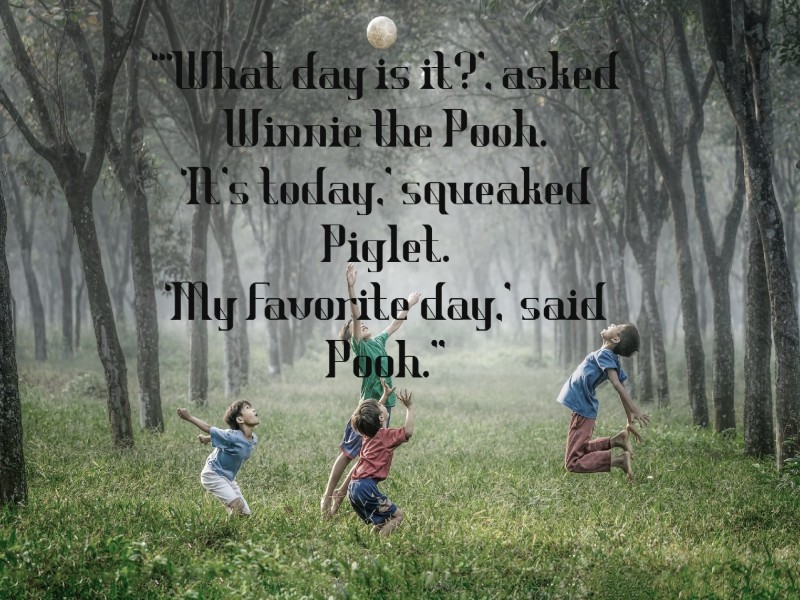 "'What day is it?', asked
Winnie the Pooh.
'It's today,' squeaked
Piglet.
'My favorite day,' said
Pooh."